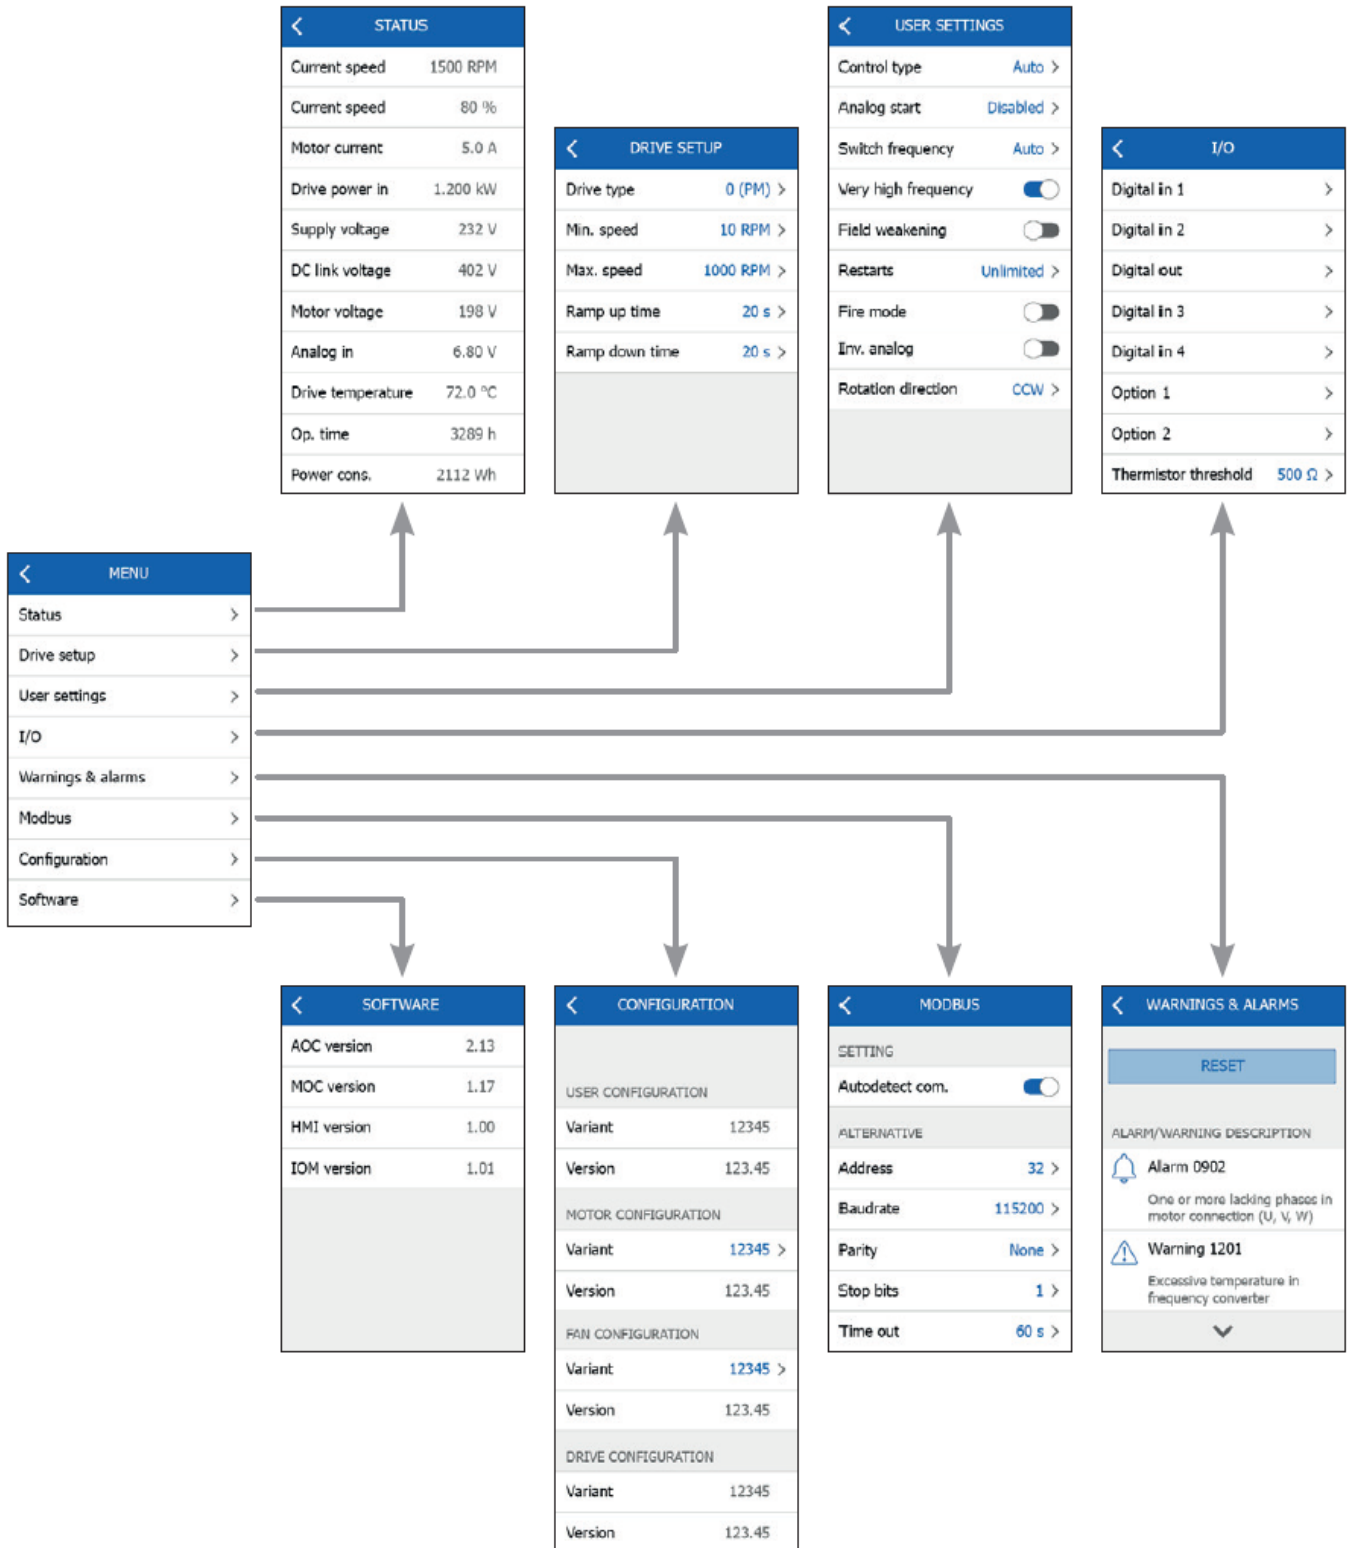 STATUS
Current speed 1500 RPM
Current speed 80 %
Motor current 5.0 A
Drive power in 1.200 kW
Supply voltage 232 V
DC link voltage 402 V
Motor voltage 198 V
Analog in 6.80 V
Drive temperature 72.0 °C
Op. time 3289 h
Power cons. 2112 Wh
DRIVE SETUP
Drive type 0 (PM) >
Min. speed 10 RPM >
Max. speed 1000 RPM >
Ramp up time 20 s >
Ramp down time 20 s >
USER SETTINGS
Control type Auto >
Analog start Disabled >
Switch frequency Auto >
Very high frequency
Field weakening
Restarts Unlimited >
Fire mode
Inv. analog
Rotation direction CCW >
I/O
Digital in 1 >
Digital in 2 >
Digital out >
Digital in 3 >
Digital in 4 >
Option 1 >
Option 2 >
Thermistor threshold 500 Ω >
MENU
Status >
Drive setup >
User settings >
I/O >
Warnings & alarms >
Modbus >
Configuration >
Software >
SOFTWARE
AOC version 2.13
MOC version 1.17
HMI version 1.00
IOM version 1.01
CONFIGURATION
USER CONFIGURATION
Variant 12345
Version 123.45
MOTOR CONFIGURATION
Variant 12345 >
Version 123.45
FAN CONFIGURATION
Variant 12345 >
Version 123.45
DRIVE CONFIGURATION
Variant 12345
Version 123.45
MODBUS
SETTING
Autodetect com.
ALTERNATIVE
Address 32 >
Baudrate 115200 >
Parity None >
Stop bits 1 >
Time out 60 s >
WARNINGS & ALARMS
RESET
ALARM/WARNING DESCRIPTION
Alarm 0902
One or more lacking phases in
motor connection (U, V, W)
Warning 1201
Excessive temperature in
frequency converter